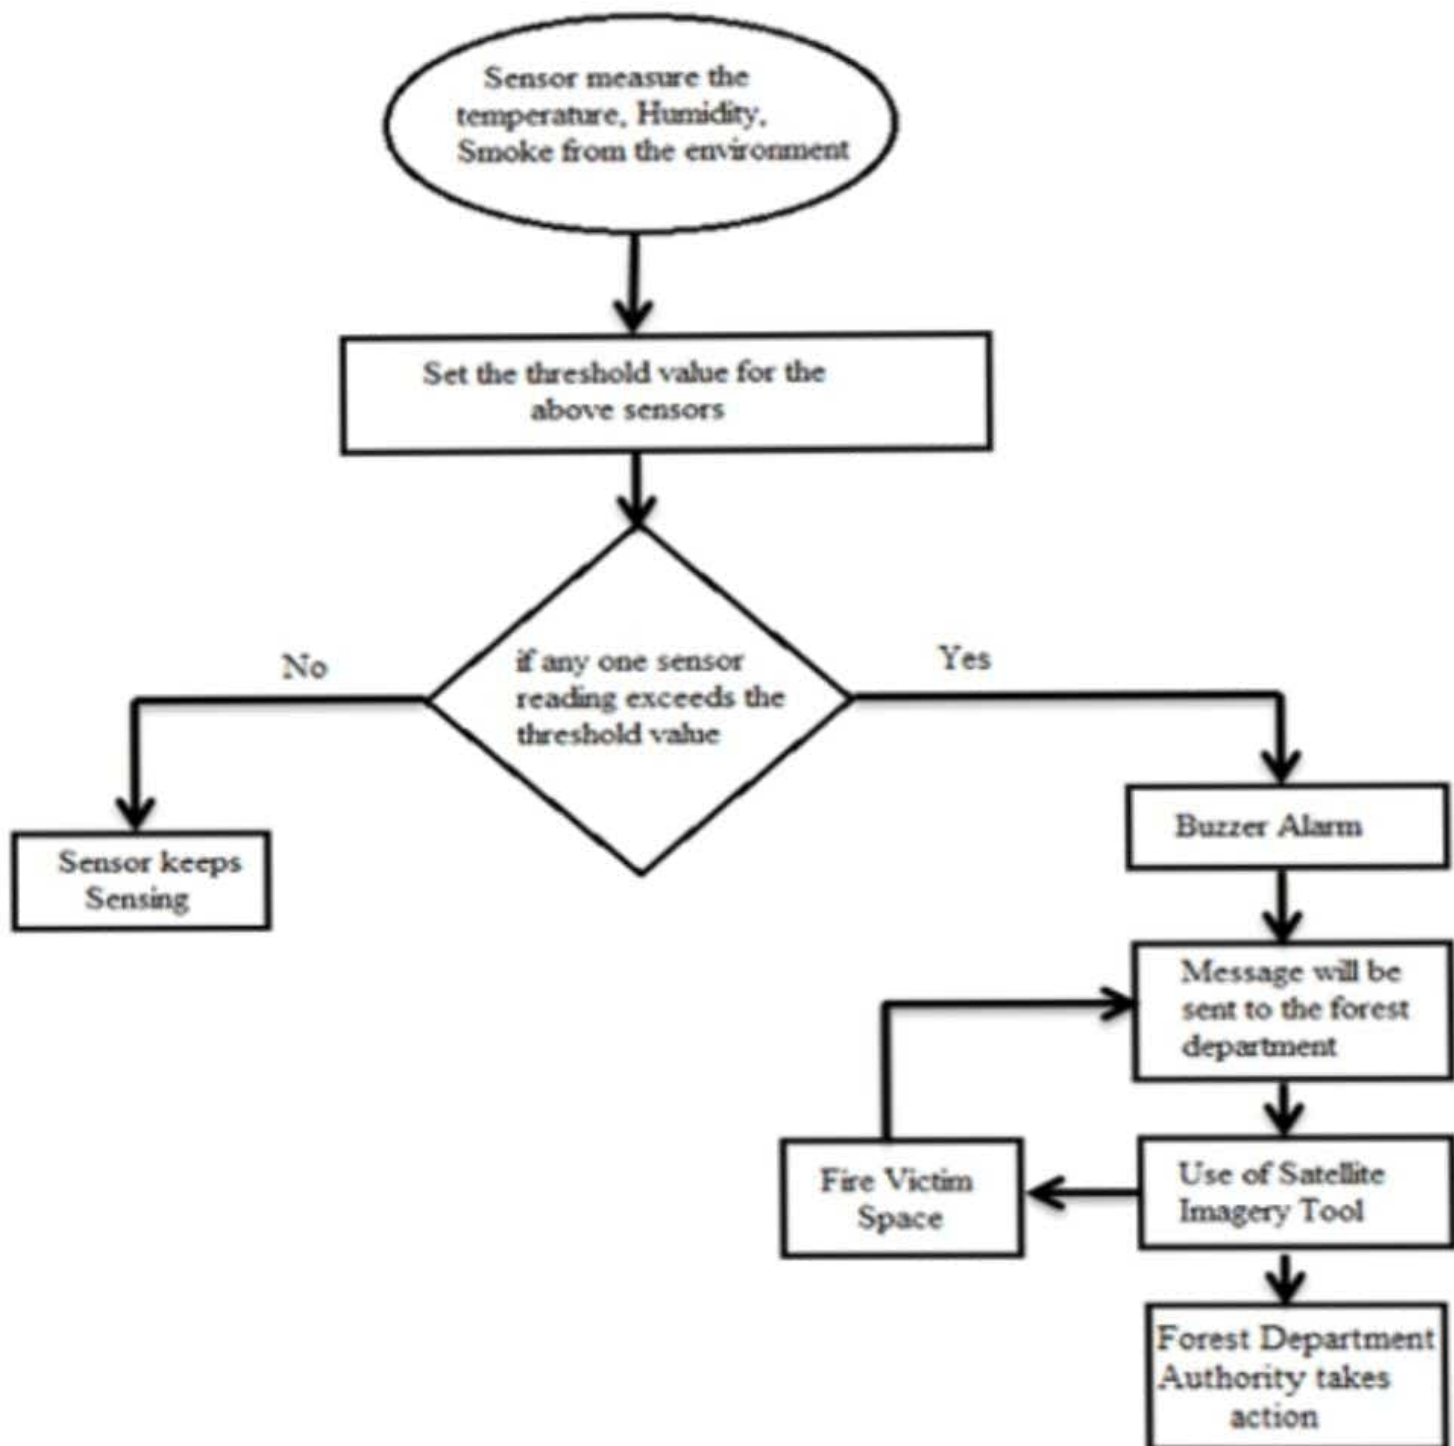 Sensor measure the
temperature, Humidity,
Smoke from the environment
Set the threshold value for the
above sensors
if any one sensor
reading exceeds the
threshold value
No
Yes
Sensor keeps
Sensing
Buzzer Alarm
Message will be
sent to the forest
department
Fire Victim
Space
Use of Satellite
Imagery Tool
Forest Department
Authority takes
action